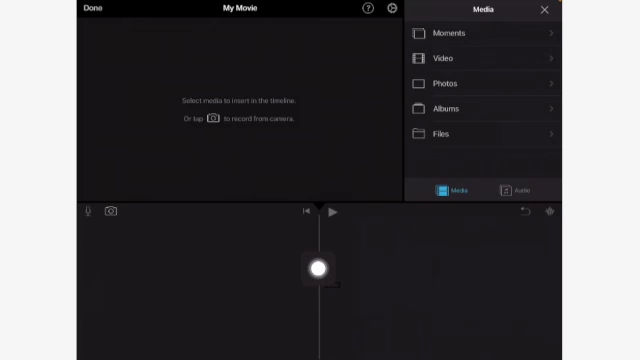 Done
My Movie
?
Media
Moments
Video
Photos
Albums
Files
Select media to insert in the timeline.
Or tap to record from camera.
Media
Audio